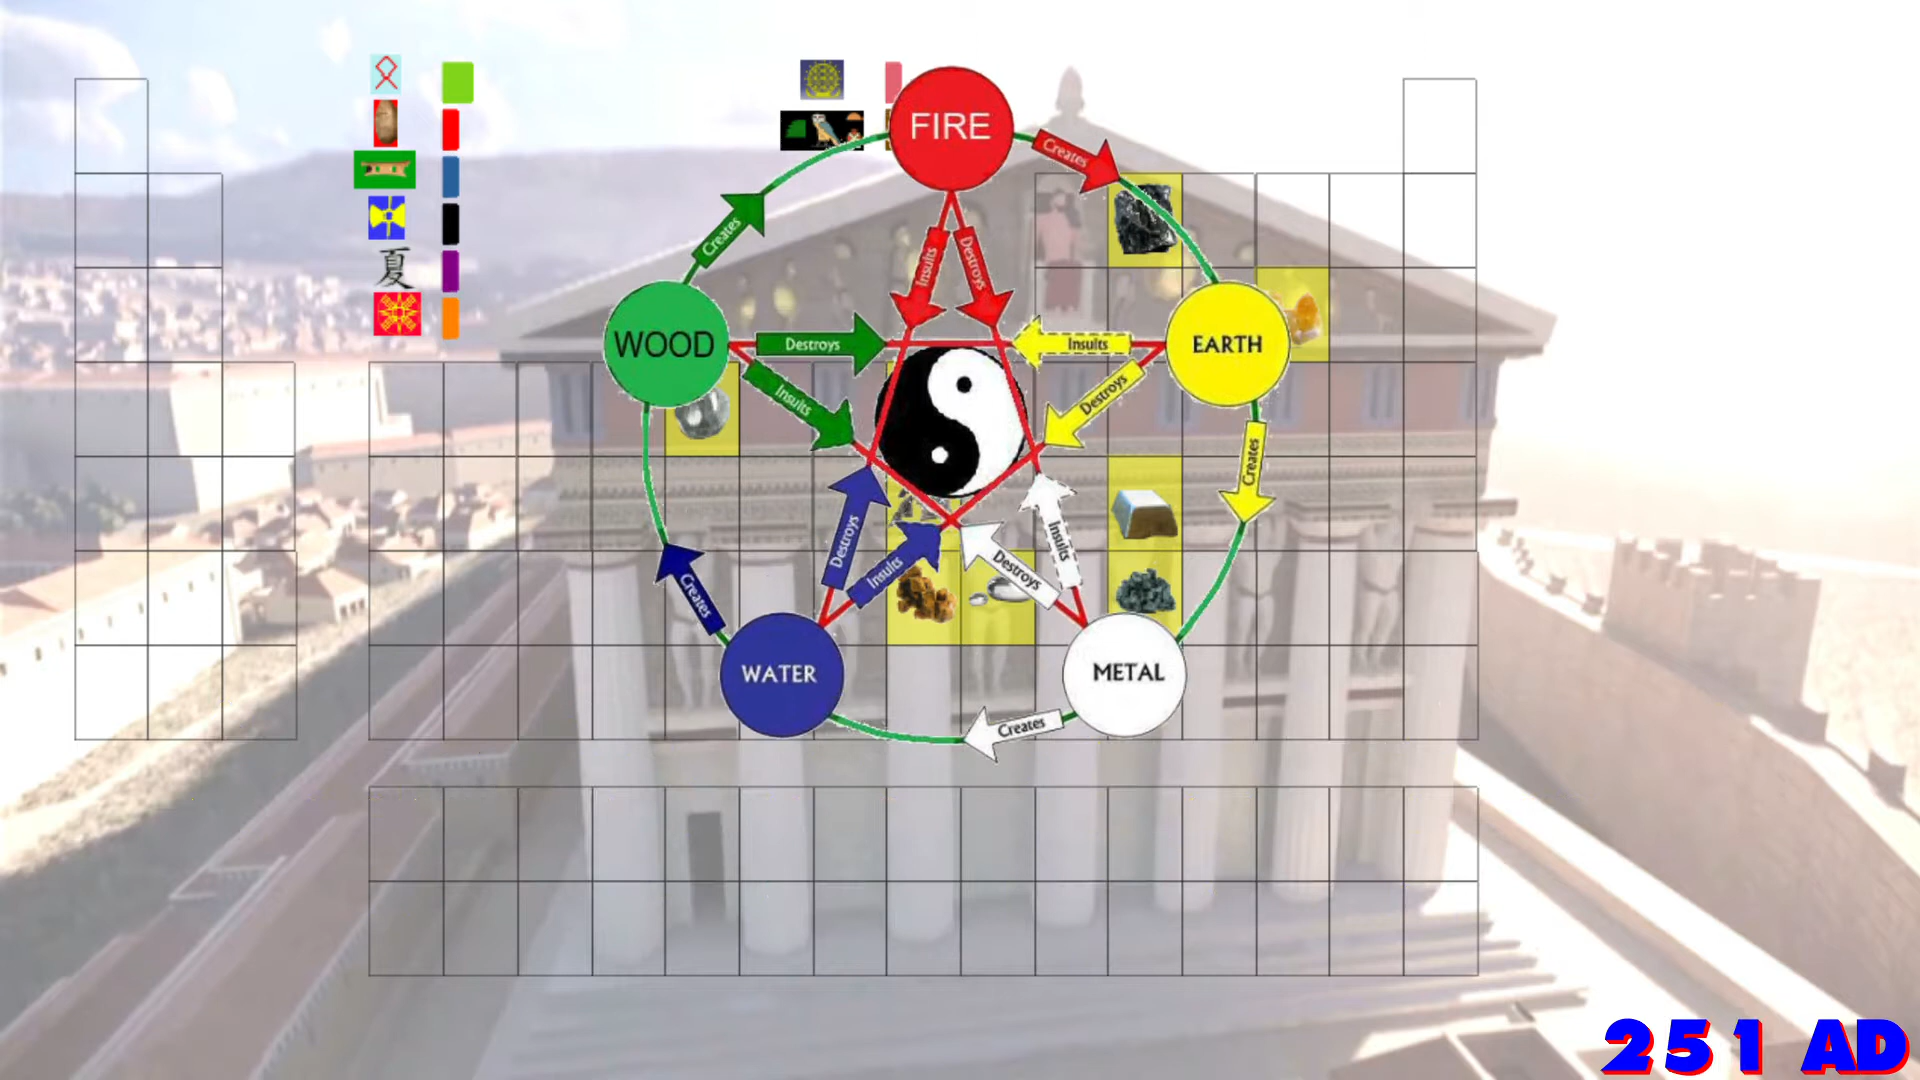 FIRE
Creates
Creates
Insults
Destroys
夏
WOOD
Destroys
Insults
EARTH
Insults
Destroys
Creates
Destroys
Insults
Insults
Destroys
Creates
WATER
METAL
Creates
251 AD